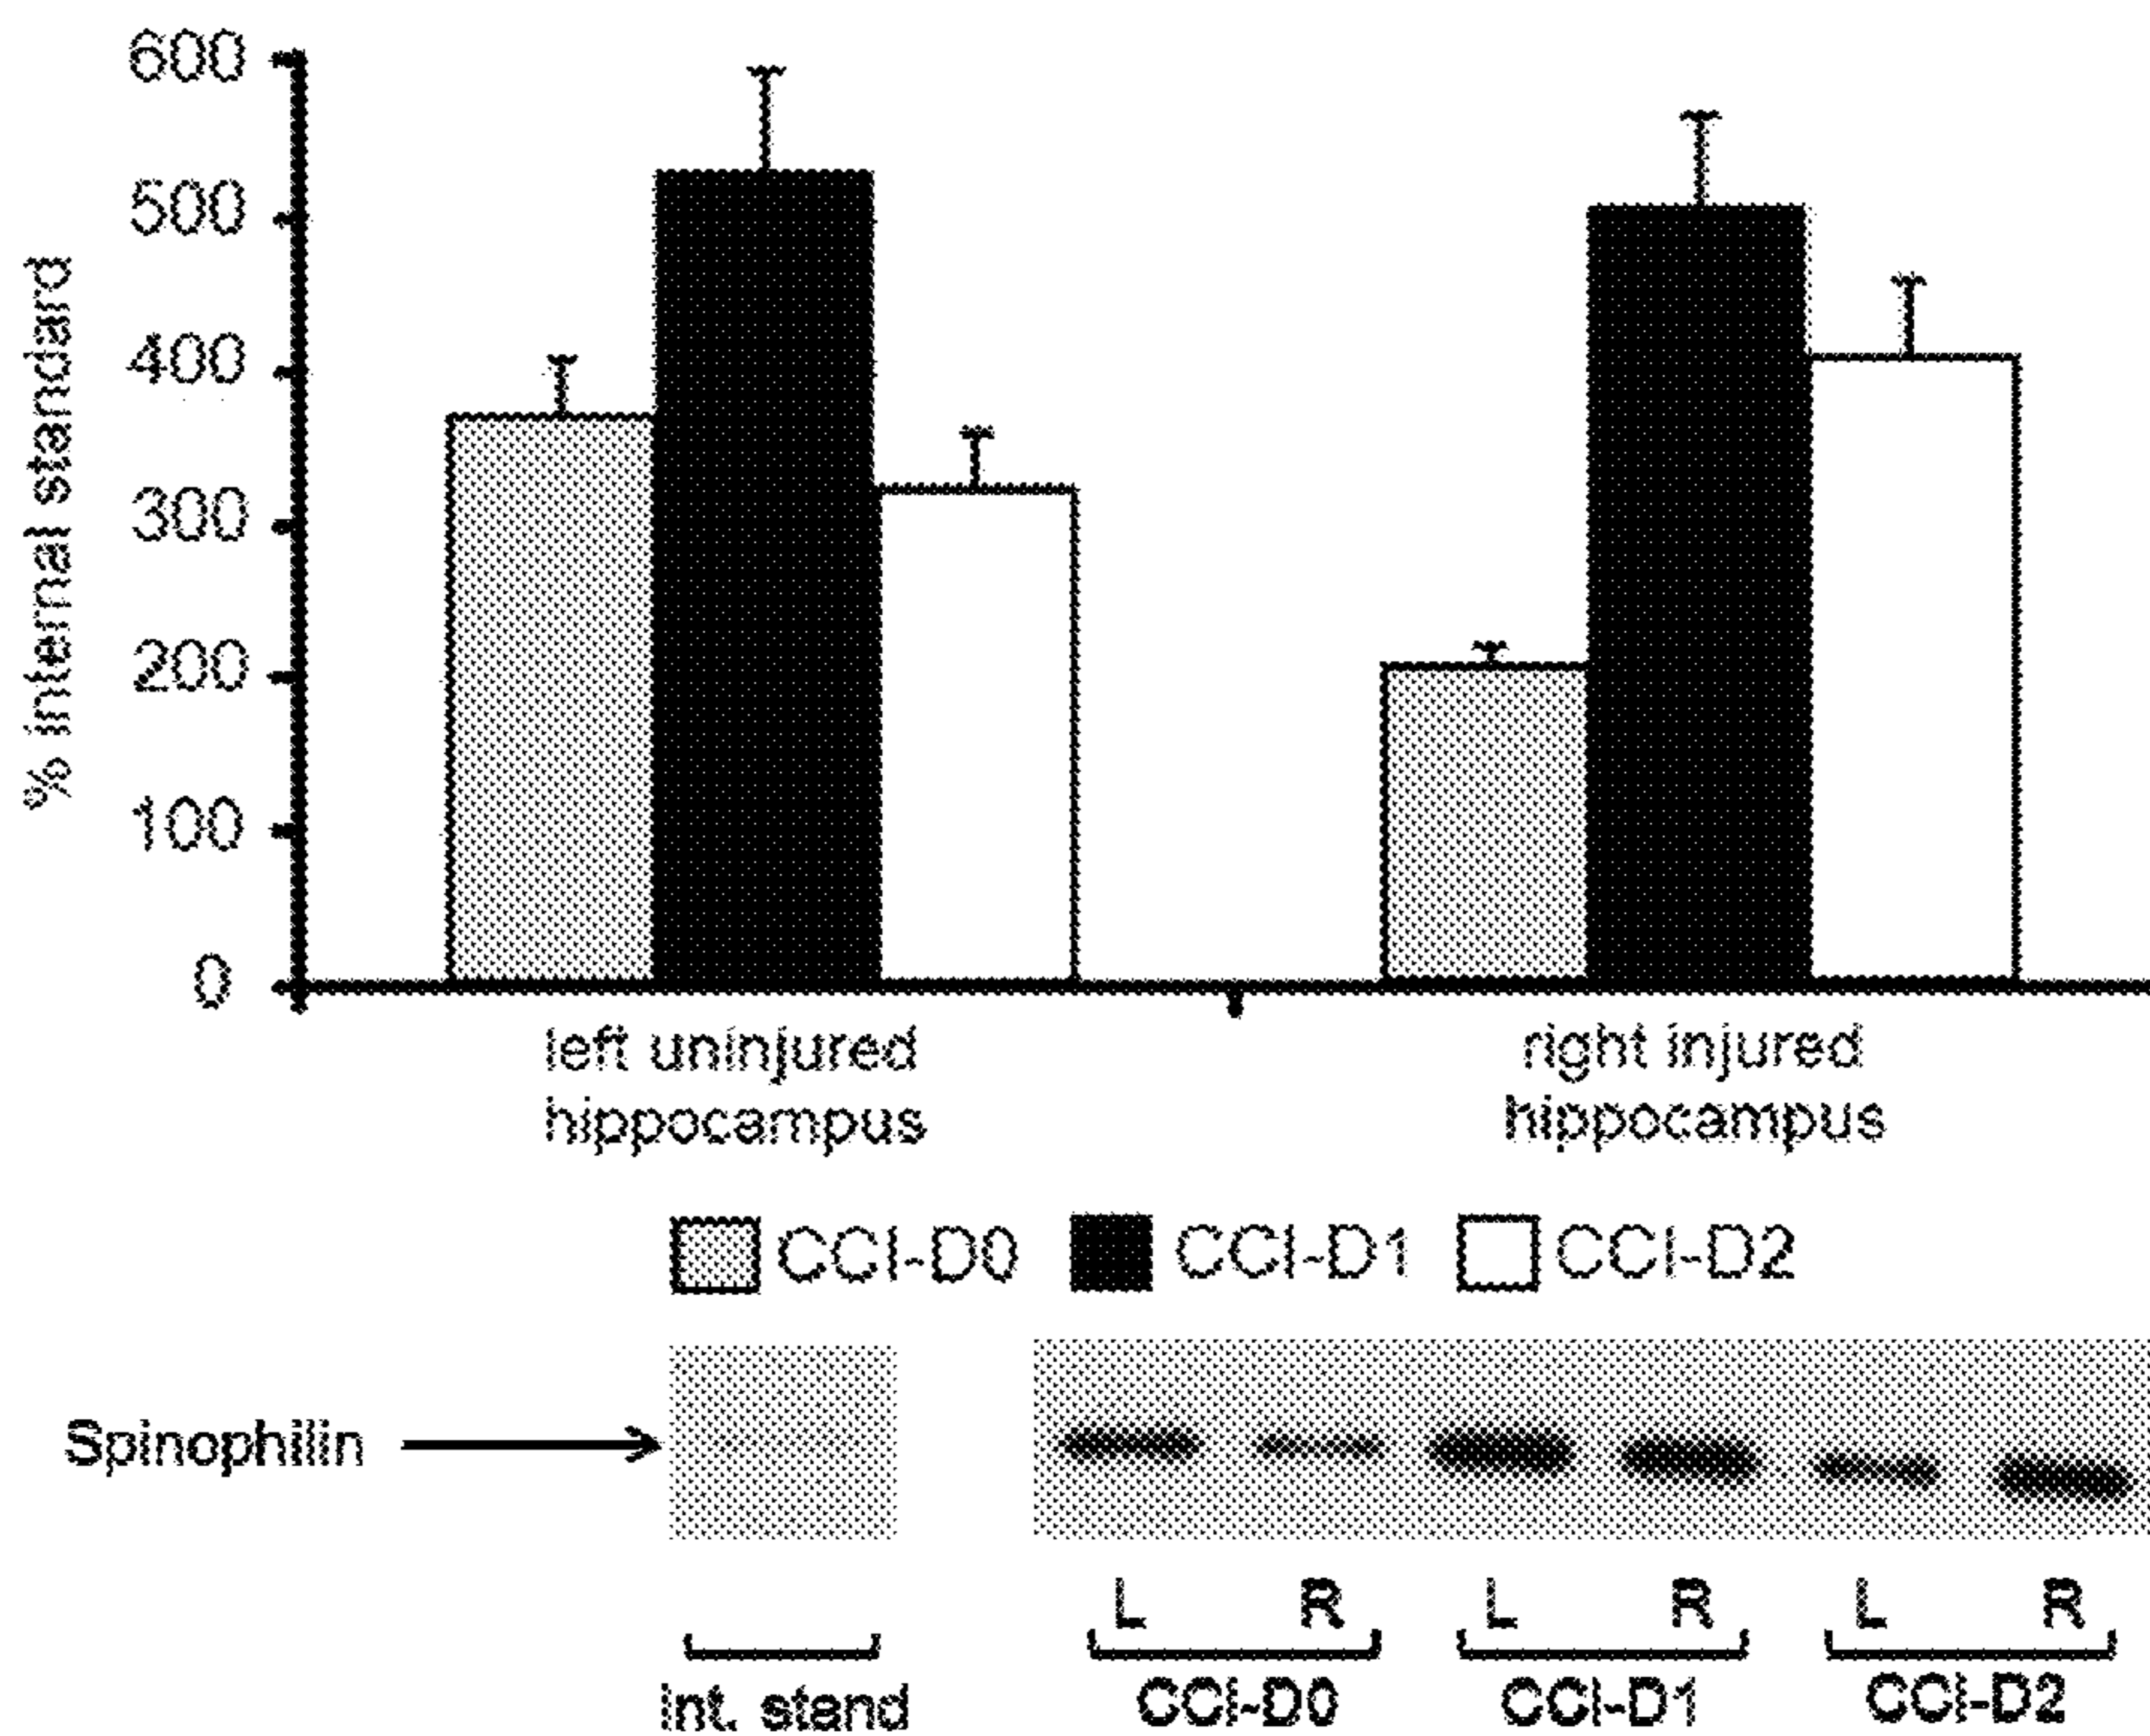 600
500
400
300
200
100
0
% internal standard
left uninjured
hippocampus
right injured
hippocampus
CCI-D0 CCI-D1 CCI-D2
Spinophilin
L R L R L R
Int. stand CCI-D0 CCI-D1 CCI-D2